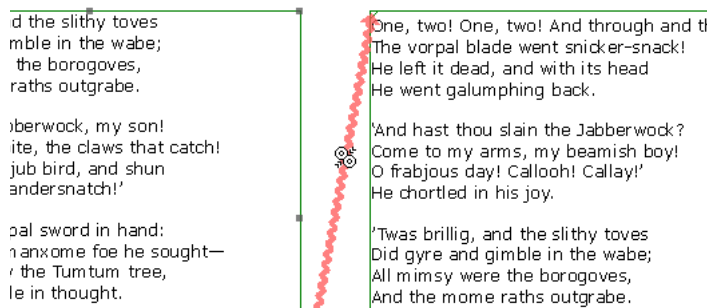 d the slithy toves
mble in the wabe;
the borogoves,
raths outgrabe.
bberwock, my son!
ite, the claws that catch!
jub bird, and shun
andersnatch!’
pal sword in hand:
anxome foe he sought—
the Tumtum tree,
le in thought.
One, two! One, two! And through and th
The vorpal blade went snicker-snack!
He left it dead, and with its head
He went galumphing back.
‘And hast thou slain the Jabberwock?
Come to my arms, my beamish boy!
O frabjous day! Callooh! Callay!’
He chortled in his joy.
’Twas brillig, and the slithy toves
Did gyre and gimble in the wabe;
All mimsy were the borogoves,
And the mome raths outgrabe.